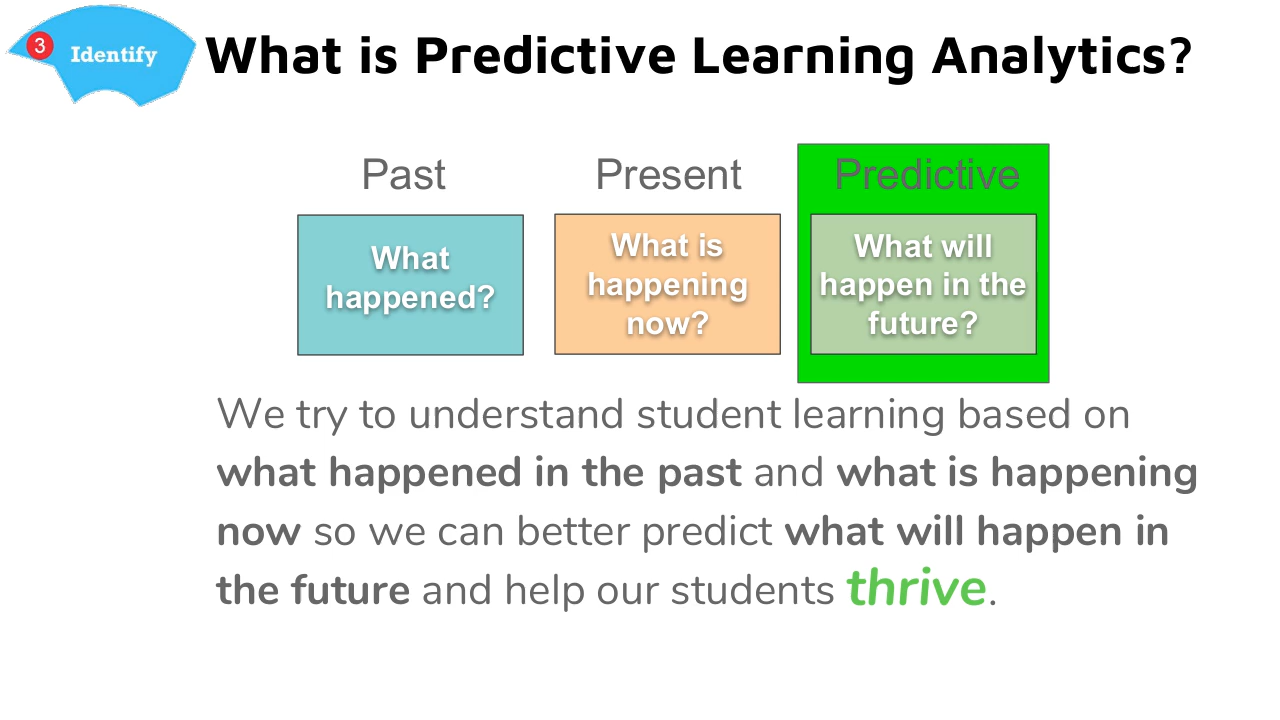 3 Identify
What is Predictive Learning Analytics?
Past Present Predictive
What happened?
What is happening now?
What will happen in the future?
We try to understand student learning based on
what happened in the past and what is happening
now so we can better predict what will happen in
the future and help our students thrive.